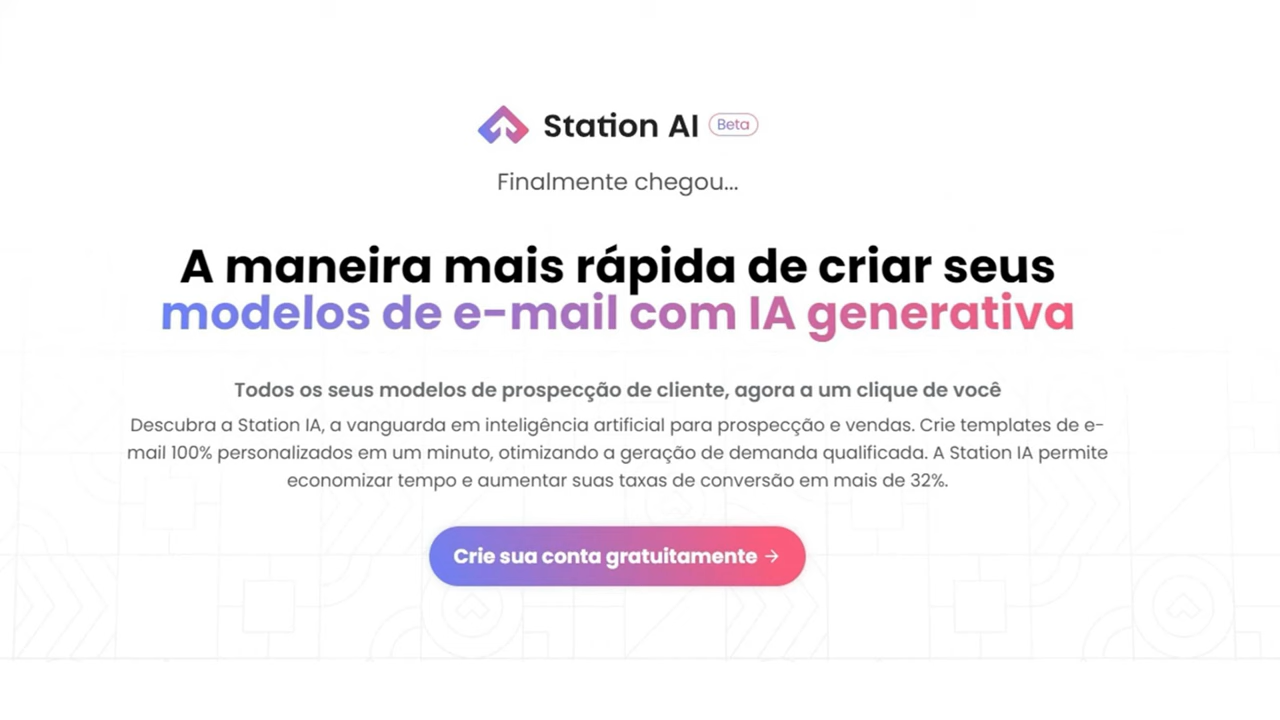 Station AI Beta
Finalmente chegou...
A maneira mais rápida de criar seus
modelos de e-mail com IA generativa
Todos os seus modelos de prospecção de cliente, agora a um clique de você
Descubra a Station IA, a vanguarda em inteligência artificial para prospecção e vendas. Crie templates de e-
mail 100% personalizados em um minuto, otimizando a geração de demanda qualificada. A Station IA permite
economizar tempo e aumentar suas taxas de conversão em mais de 32%.
Crie sua conta gratuitamente →